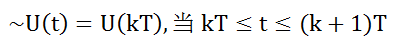 ~U(t) = U(kT),当 kT ≤ t ≤ (k + 1)T